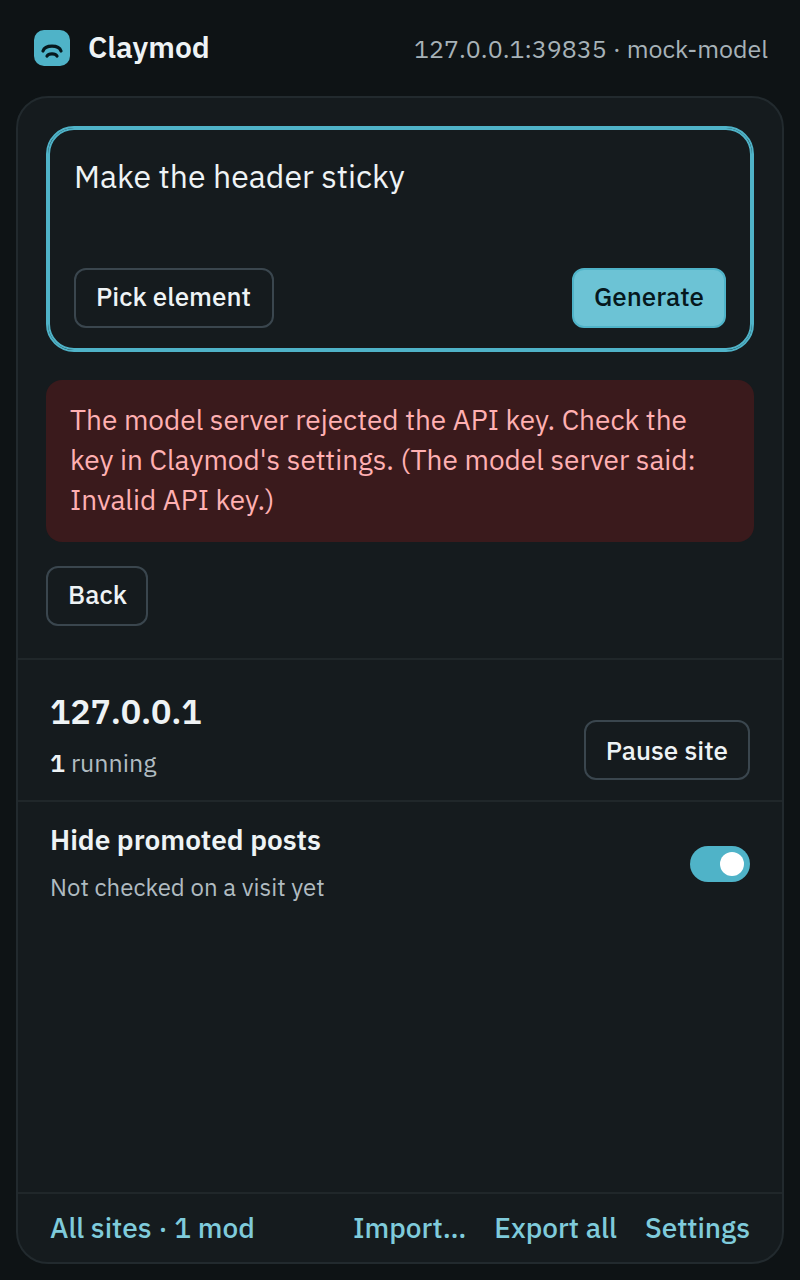 Claymod
127.0.0.1:39835 · mock-model
Make the header sticky
Pick element
Generate
The model server rejected the API key. Check the
key in Claymod's settings. (The model server said:
Invalid API key.)
Back
127.0.0.1
1 running
Pause site
Hide promoted posts
Not checked on a visit yet
All sites · 1 mod
Import...
Export all
Settings